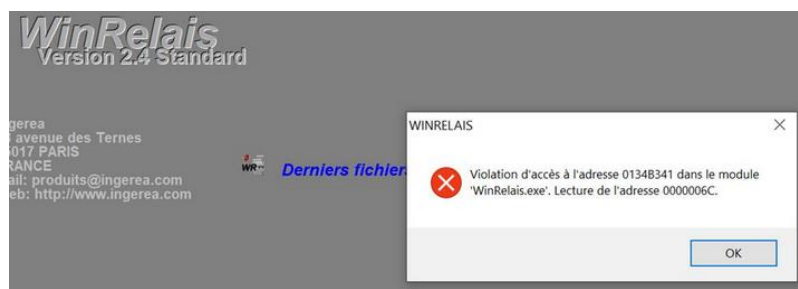 WinRelais
Version 2.4 Standard
gerea
avenue des Ternes
017 PARIS
RANCE
ail: produits@ingerea.com
eb: http://www.ingerea.com
WR
Derniers fichier
WINRELAIS
Violation d'accès à l'adresse 0134B341 dans le module
'WinRelais.exe'. Lecture de l'adresse 0000006C.
OK